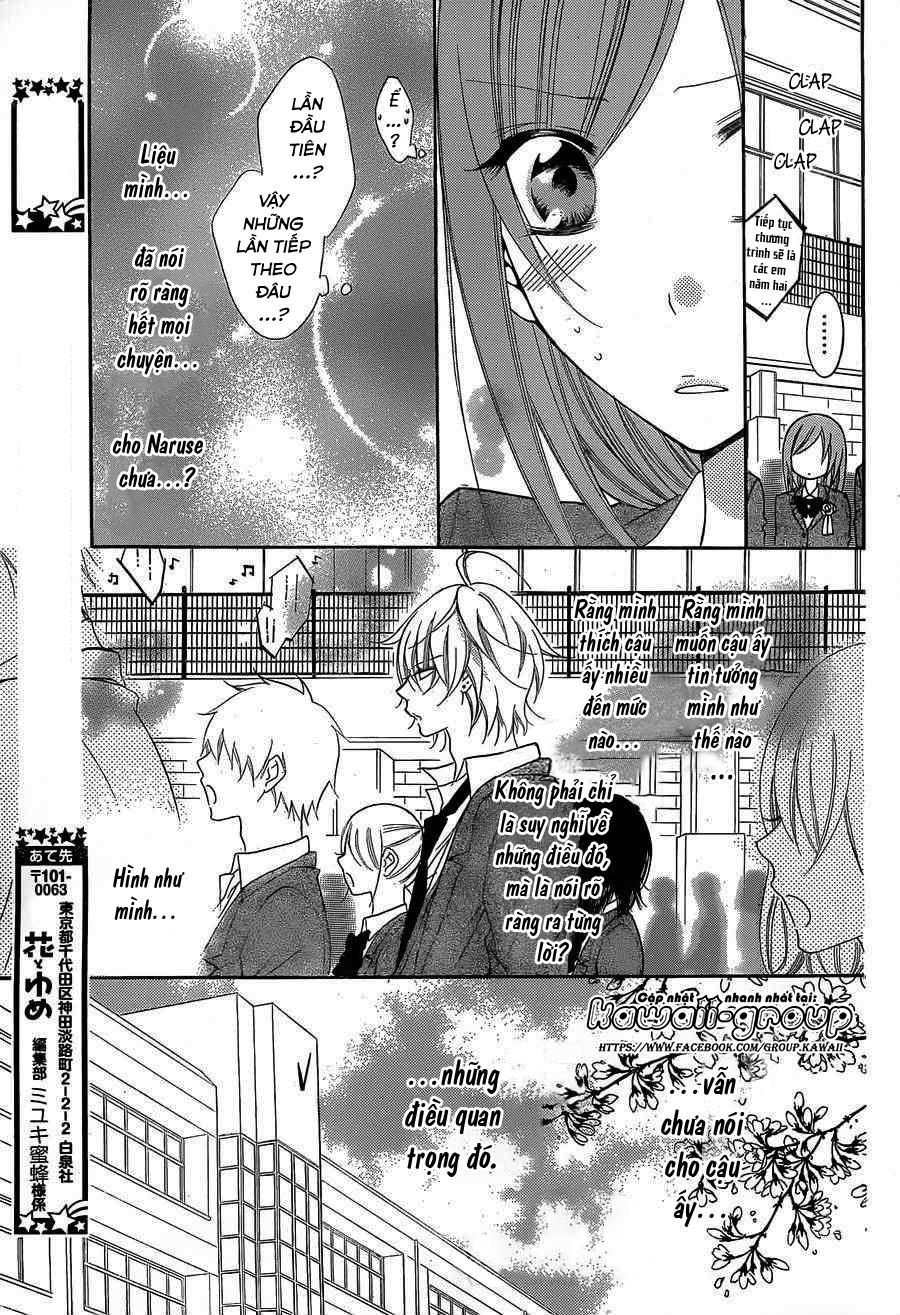 CLAP
CLAP
CLAP
Tiếp tục
chương
trình sẽ là
các em
năm hai
...
........
Ể
...?
LẦN
ĐẦU
TIÊN
...?
VẬY
NHỮNG
LẦN TIẾP
THEO
ĐÂU
...?
Liệu
mình...
đã nói
rõ ràng
hết mọi
chuyện...
cho Naruse
chưa...?
Rằng mình
muốn cậu ấy
tin tưởng
mình như
thế nào
...
Rằng mình
thích cậu
ấy nhiều
đến mức
nào...
Không phải chỉ
là suy nghĩ về
những điều đó,
mà là nói rõ
ràng ra từng
lời?
Hình như
mình...
Cập nhật nhanh nhất tại:
kawaii-group
HTTPS://WWW.FACEBOOK.COM/GROUP.KAWAII
...vẫn
chưa nói
cho cậu
ấy...
...những
điều quan
trọng đó.
あて先
〒101-
0063
東京都千代田区神田淡路町2-2-2 白泉社
花とゆめ 編集部 ミユキ蜜蜂様係